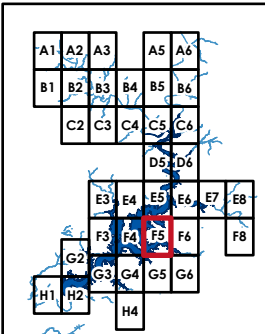 A1 A2 A3 A5 A6
B1 B2 B3 B4 B5 B6
C2 C3 C4 C5 C6
D5 D6
E3 E4 E5 E6 E7 E8
F3 F4 F5 F6 F8
G2 G3 G4 G5 G6
H1 H2 H4